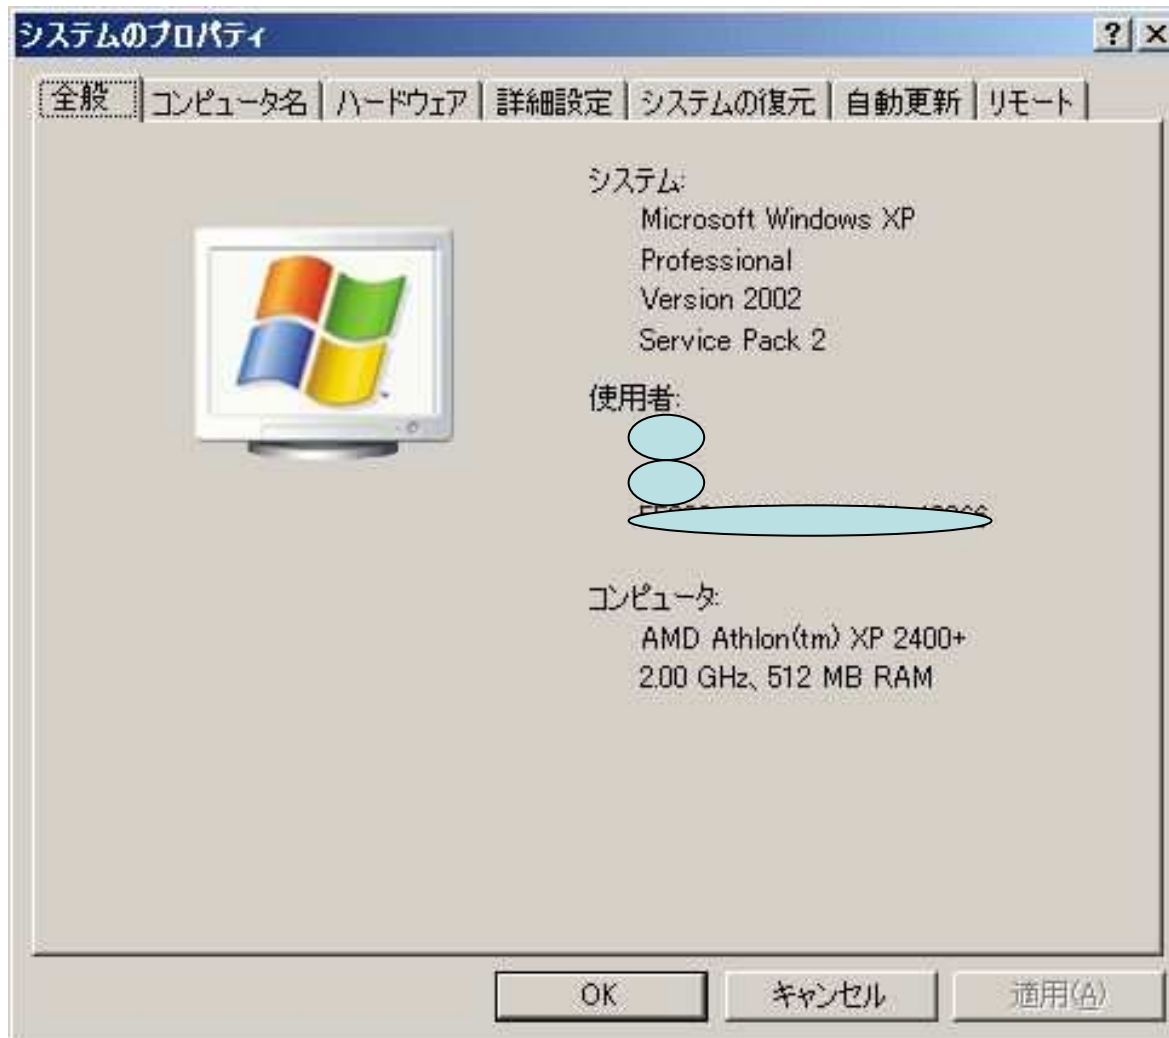 システムのプロパティ
全般
コンピュータ名
ハードウェア
詳細設定
システムの復元
自動更新
リモート
システム:
Microsoft Windows XP
Professional
Version 2002
Service Pack 2
使用者:
コンピュータ:
AMD Athlon(tm) XP 2400+
2.00 GHz、512 MB RAM
OK
キャンセル
適用(A)